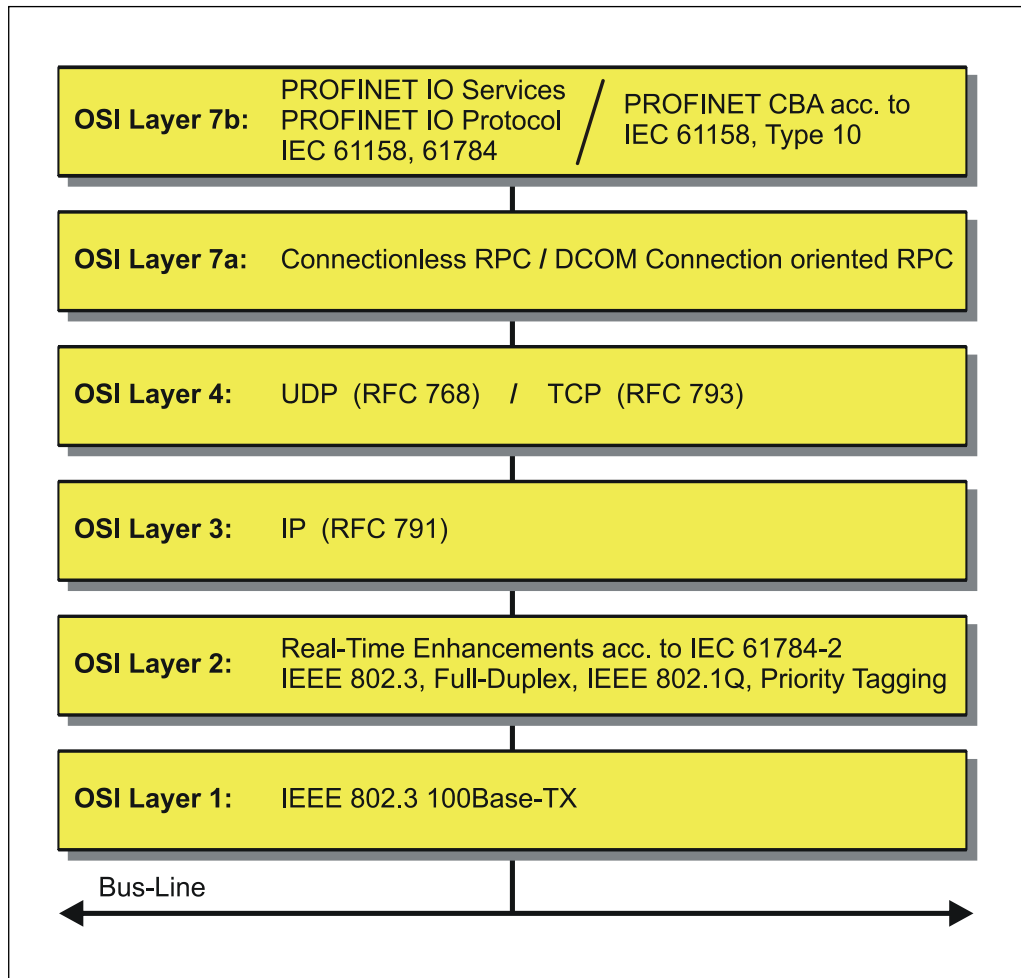 OSI Layer 7b:
PROFINET IO Services
PROFINET IO Protocol
IEC 61158, 61784
/
PROFINET CBA acc. to
IEC 61158, Type 10
OSI Layer 7a: Connectionless RPC / DCOM Connection oriented RPC
OSI Layer 4: UDP (RFC 768) / TCP (RFC 793)
OSI Layer 3: IP (RFC 791)
OSI Layer 2:
Real-Time Enhancements acc. to IEC 61784-2
IEEE 802.3, Full-Duplex, IEEE 802.1Q, Priority Tagging
OSI Layer 1: IEEE 802.3 100Base-TX
Bus-Line